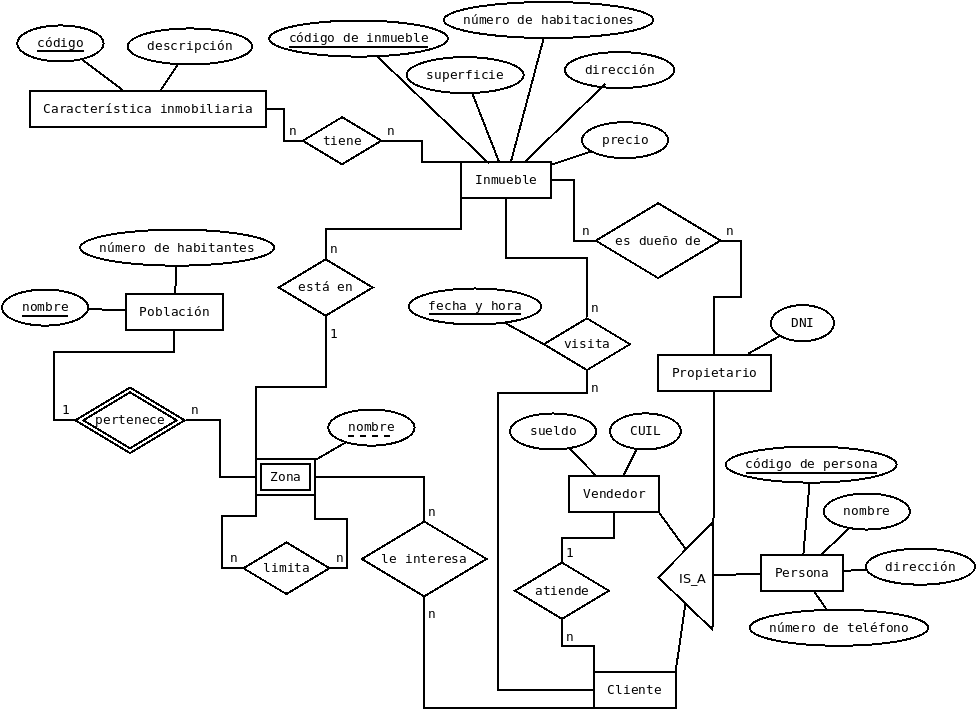 número de habitaciones
código de inmueble
código
descripción
superficie
dirección
Característica inmobiliaria
n
n
tiene
precio
Inmueble
n
es dueño de
n
número de habitantes
n
está en
nombre
Población
fecha y hora
n
visita
DNI
1
Propietario
n
1
pertenece
n
nombre
sueldo
CUIL
código de persona
Zona
Vendedor
nombre
n
n
limita
n
le interesa
1
atiende
IS_A
Persona
dirección
n
n
número de teléfono
Cliente